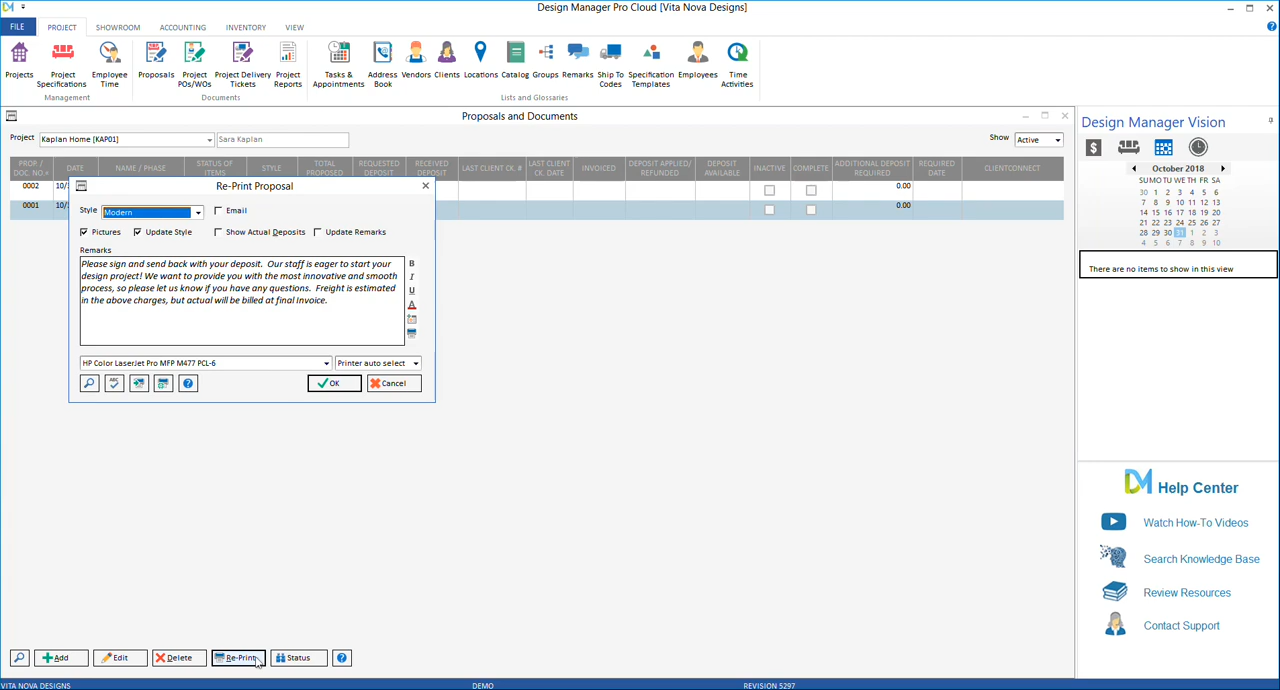 Design Manager Pro Cloud [Vita Nova Designs]
FILE PROJECT SHOWROOM ACCOUNTING INVENTORY VIEW
Projects Project Specifications Employee Time Proposals Project POs/WOs Project Delivery Tickets Project Reports Tasks & Appointments Address Book Vendors Clients Locations Catalog Groups Remarks Ship To Codes Specification Templates Employees Time Activities
Management Documents Lists and Glossaries
Proposals and Documents
Project Kaplan Home [KAP01] Sara Kaplan Show Active
PROP. / DOC. NO. DATE NAME / PHASE STATUS OF ITEMS STYLE TOTAL PROPOSED REQUESTED DEPOSIT RECEIVED DEPOSIT LAST CLIENT CK. # LAST CLIENT CK. DATE INVOICED DEPOSIT APPLIED/ REFUNDED DEPOSIT AVAILABLE INACTIVE COMPLETE ADDITIONAL DEPOSIT REQUIRED REQUIRED DATE CLIENTCONNECT
0002 10/ 0.00
0001 10/ 0.00
Re-Print Proposal
Style Modern Email
Pictures Update Style Show Actual Deposits Update Remarks
Remarks
Please sign and send back with your deposit. Our staff is eager to start your
design project! We want to provide you with the most innovative and smooth
process, so please let us know if you have any questions. Freight is estimated
in the above charges, but actual will be billed at final Invoice.
B
I
U
A
HP Color LaserJet Pro MFP M477 PCL-6 Printer auto select
ABC ? OK Cancel
Add Edit Delete Re-Print Status ?
Design Manager Vision
October 2018
SU MO TU WE TH FR SA
30 1 2 3 4 5 6
7 8 9 10 11 12 13
14 15 16 17 18 19 20
21 22 23 24 25 26 27
28 29 30 31 1 2 3
4 5 6 7 8 9 10
There are no items to show in this view
DM Help Center
Watch How-To Videos
Search Knowledge Base
Review Resources
Contact Support
VITA NOVA DESIGNS DEMO REVISION 5297